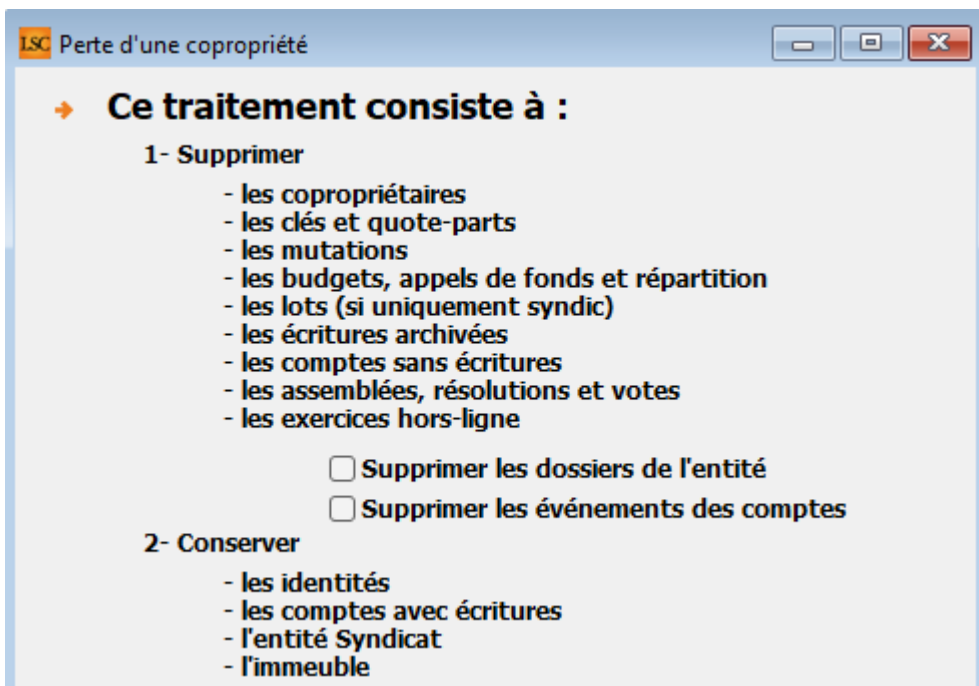 LSC Perte d'une copropriété
Ce traitement consiste à :
1- Supprimer
- les copropriétaires
- les clés et quote-parts
- les mutations
- les budgets, appels de fonds et répartition
- les lots (si uniquement syndic)
- les écritures archivées
- les comptes sans écritures
- les assemblées, résolutions et votes
- les exercices hors-ligne
Supprimer les dossiers de l'entité
Supprimer les événements des comptes
2- Conserver
- les identités
- les comptes avec écritures
- l'entité Syndicat
- l'immeuble